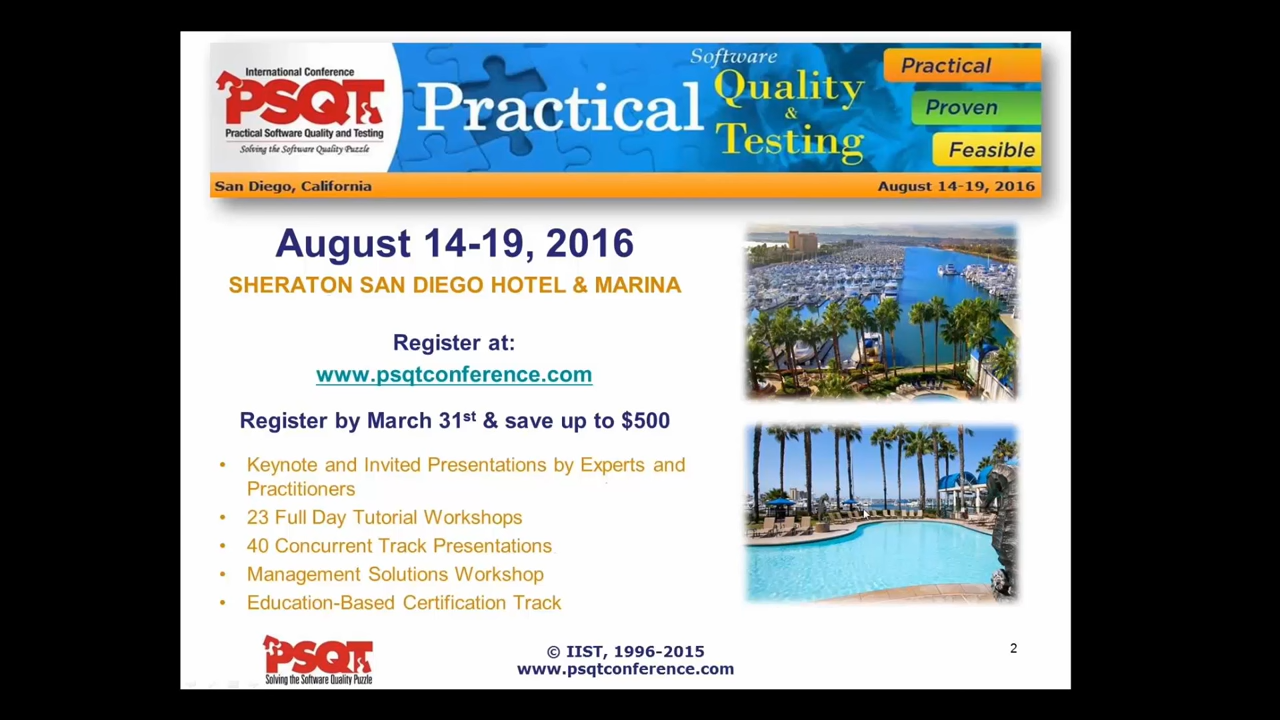 International Conference
PSQT
Practical Software Quality and Testing
Solving the Software Quality Puzzle
Practical
Software
Quality
&
Testing
Practical
Proven
Feasible
San Diego, California
August 14-19, 2016
August 14-19, 2016
SHERATON SAN DIEGO HOTEL & MARINA
Register at:
www.psqtconference.com
Register by March 31st & save up to $500
• Keynote and Invited Presentations by Experts and
Practitioners
• 23 Full Day Tutorial Workshops
• 40 Concurrent Track Presentations
• Management Solutions Workshop
• Education-Based Certification Track
PSQT
Solving the Software Quality Puzzle
© IIST, 1996-2015
www.psqtconference.com
2